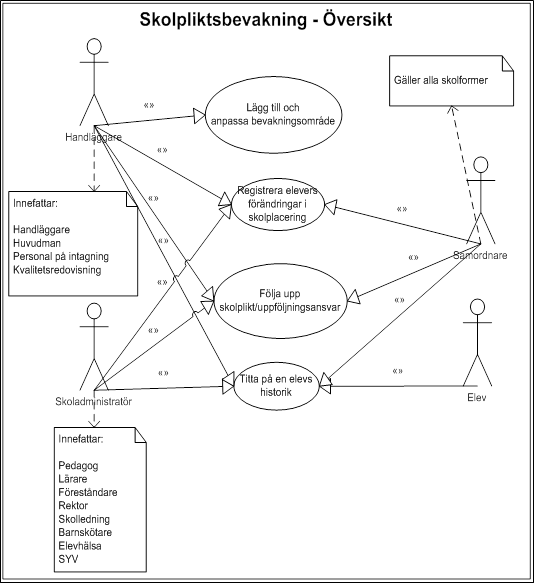 Skolpliktsbevakning - Översikt
Gäller alla skolformer
«»
Lägg till och
anpassa bevakningsområde
Handläggare
«»
Registrera elevers
förändringar i
skolplacering
Innefattar:
Handläggare
Huvudman
Personal på intagning
Kvalitetsredovisning
«»
«»
Samordnare
«»
«»
«»
Följa upp
skolplikt/uppföljningsansvar
«»
«»
«»
«»
Titta på en elevs
historik
«»
Skoladministratör
Elev
Innefattar:
Pedagog
Lärare
Föreståndare
Rektor
Skolledning
Barnskötare
Elevhälsa
SYV